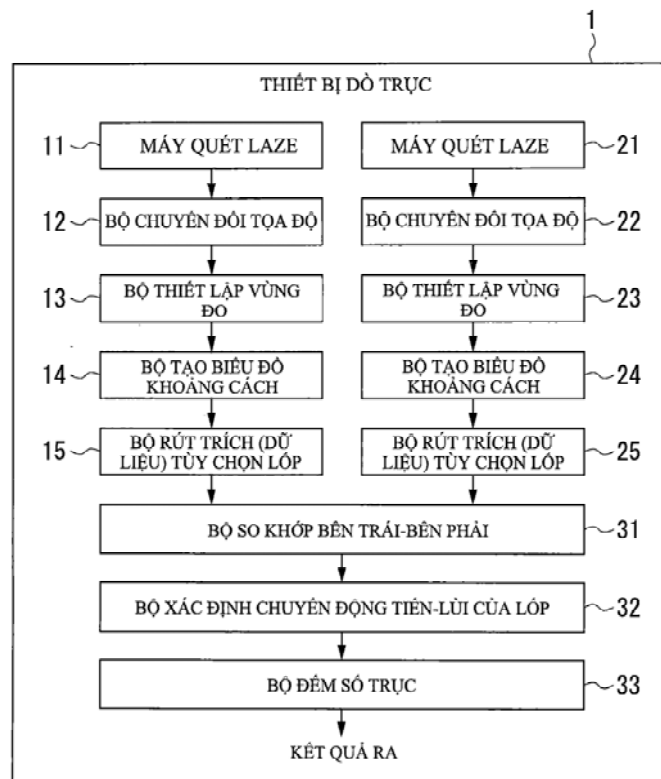 1
THIẾT BỊ DÒ TRỤC
11
MÁY QUÉT LAZE
MÁY QUÉT LAZE
21
12
BỘ CHUYỂN ĐỔI TỌA ĐỘ
BỘ CHUYỂN ĐỔI TỌA ĐỘ
22
13
BỘ THIẾT LẬP VÙNG
ĐO
BỘ THIẾT LẬP VÙNG
ĐO
23
14
BỘ TẠO BIỂU ĐỒ
KHOẢNG CÁCH
BỘ TẠO BIỂU ĐỒ
KHOẢNG CÁCH
24
15
BỘ RÚT TRÍCH (DỮ
LIỆU) TÙY CHỌN LỐP
BỘ RÚT TRÍCH (DỮ
LIỆU) TÙY CHỌN LỐP
25
BỘ SO KHỚP BÊN TRÁI-BÊN PHẢI
31
BỘ XÁC ĐỊNH CHUYỂN ĐỘNG TIẾN-LÙI CỦA LỐP
32
BỘ ĐẾM SỐ TRỤC
33
KẾT QUẢ RA